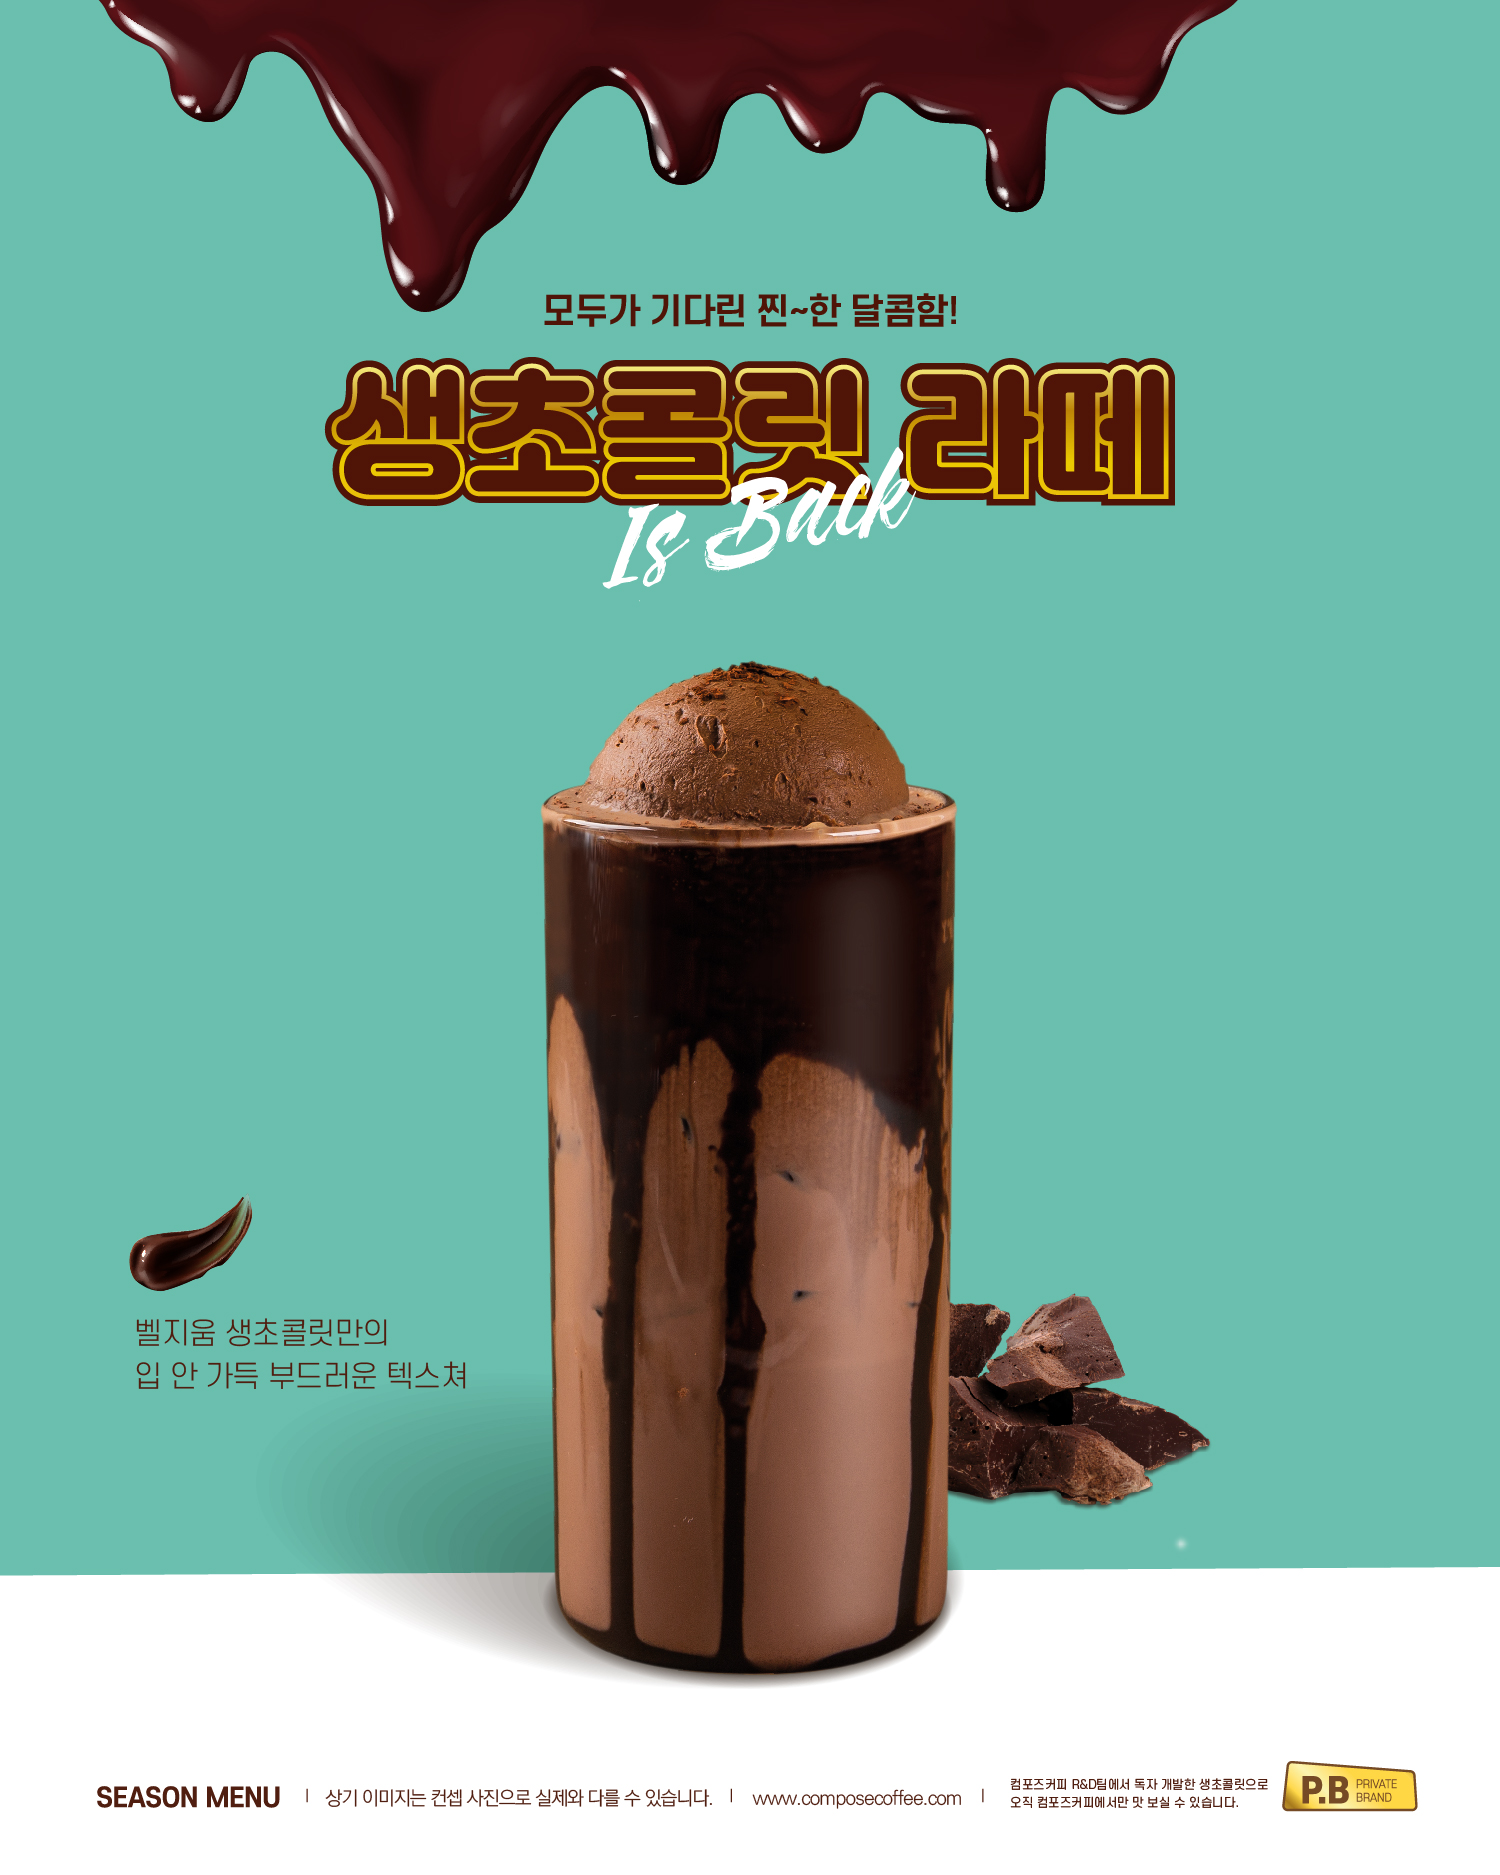 모두가 기다린 찐~한 달콤함!
생초콜릿 라떼
Is Back
벨지움 생초콜릿만의
입 안 가득 부드러운 텍스쳐
SEASON MENU | 상기 이미지는 컨셉 사진으로 실제와 다를 수 있습니다. | www.composecoffee.com |
컴포즈커피 R&D팀에서 독자 개발한 생초콜릿으로
오직 컴포즈커피에서만 맛 보실 수 있습니다.
P.B PRIVATE
BRAND